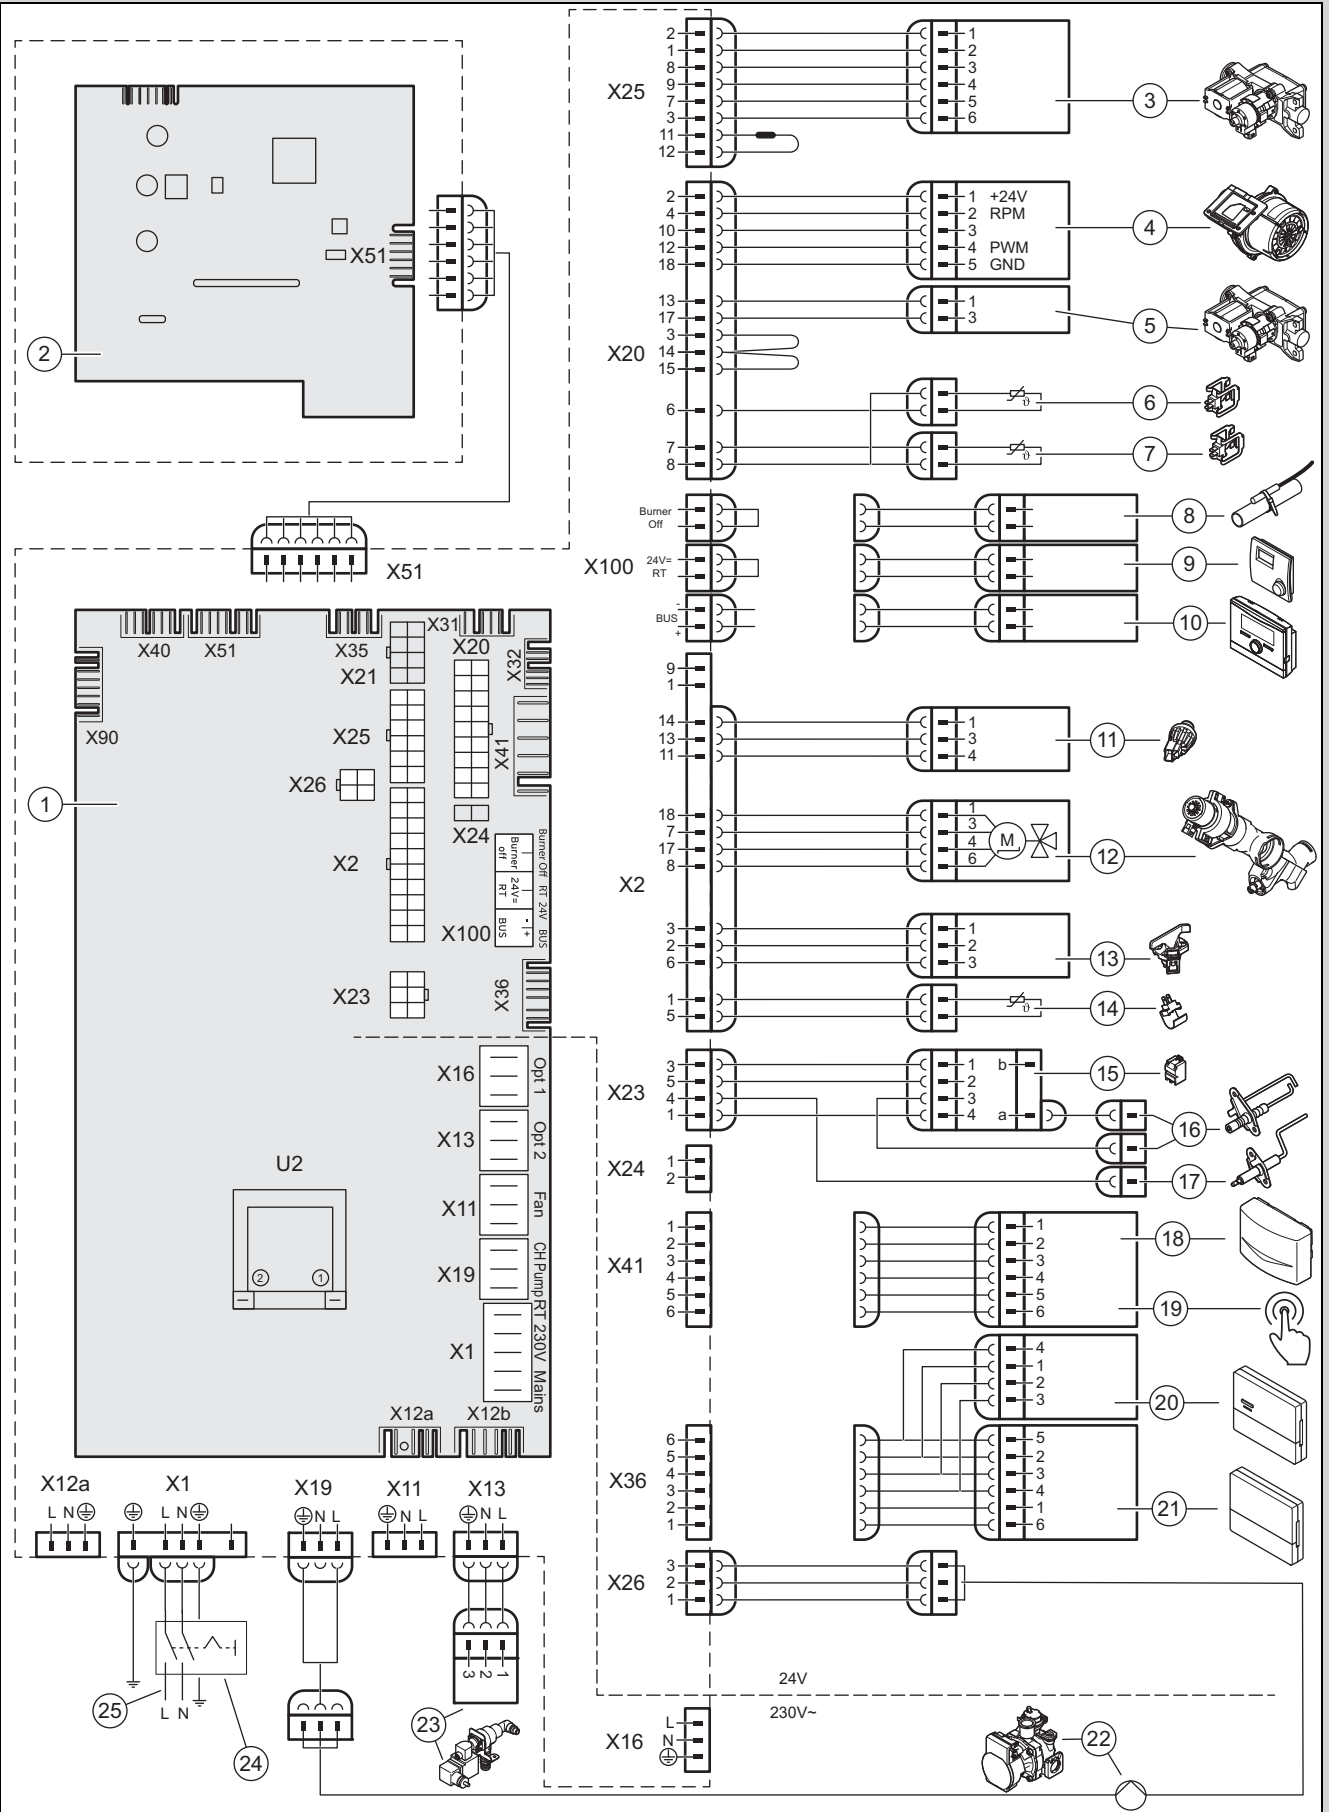 X25
2 1
1 2
8 3
9 4
7 5
3 6
11
12
3
X51
2
X20
2 1 +24V
4 2 RPM
10 3
12 4 PWM
18 5 GND
4
13 1
17 3
3
14
15
5
6
ϑ
6
7
8
ϑ
7
X100
Burner
Off
8
24V=
RT
9
-
BUS
+
10
X51
X40
X51
X35
X31
X21
X20
X32
X90
X25
X26
X41
X24
X2
X100
Burner
off
24V=
RT
- +
BUS
Burner Off RT 24V BUS
X23
X36
1
X16
Opt 1
X13
Opt 2
X11
Fan
X19
CH Pump
X1
RT 230V Mains
U2
2 1
X12a
X12b
X2
9
1
14 1
13 3
11 4
11
18 1
7 3
17 4
8 6
M
12
3 1
2 2
6 3
13
1
5
ϑ
14
X23
3 1 b
5 2
4 3
1 4 a
15
16
17
X24
1
2
X41
1 1
2 2
3 3
4 4
5 5
6 6
18
19
4
1
2
3
20
X36
6 5
5 2
4 3
3 4
2 1
1 6
21
X26
3
2
1
24V
230V~
X16
L
N
22
X12a
L N
X1
L N
X19
N L
X11
N L
X13
N L
3 2 1
23
L N
25
24